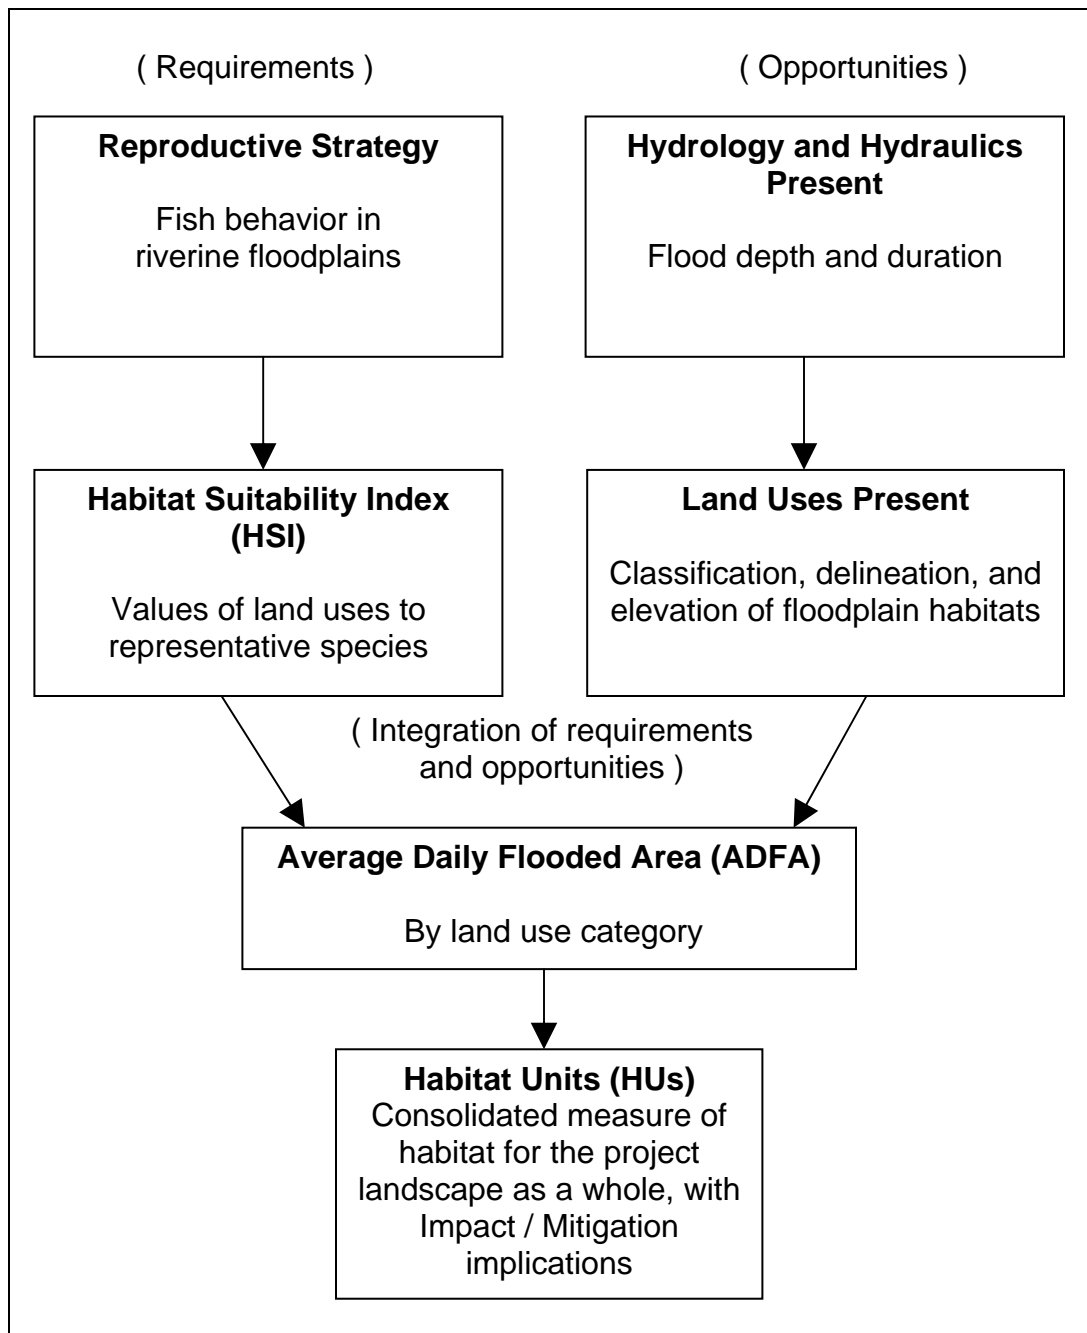 ( Requirements )
( Opportunities )
Reproductive Strategy
Fish behavior in
riverine floodplains
Hydrology and Hydraulics
Present
Flood depth and duration
Habitat Suitability Index
(HSI)
Values of land uses to
representative species
Land Uses Present
Classification, delineation, and
elevation of floodplain habitats
( Integration of requirements
and opportunities )
Average Daily Flooded Area (ADFA)
By land use category
Habitat Units (HUs)
Consolidated measure of
habitat for the project
landscape as a whole, with
Impact / Mitigation
implications